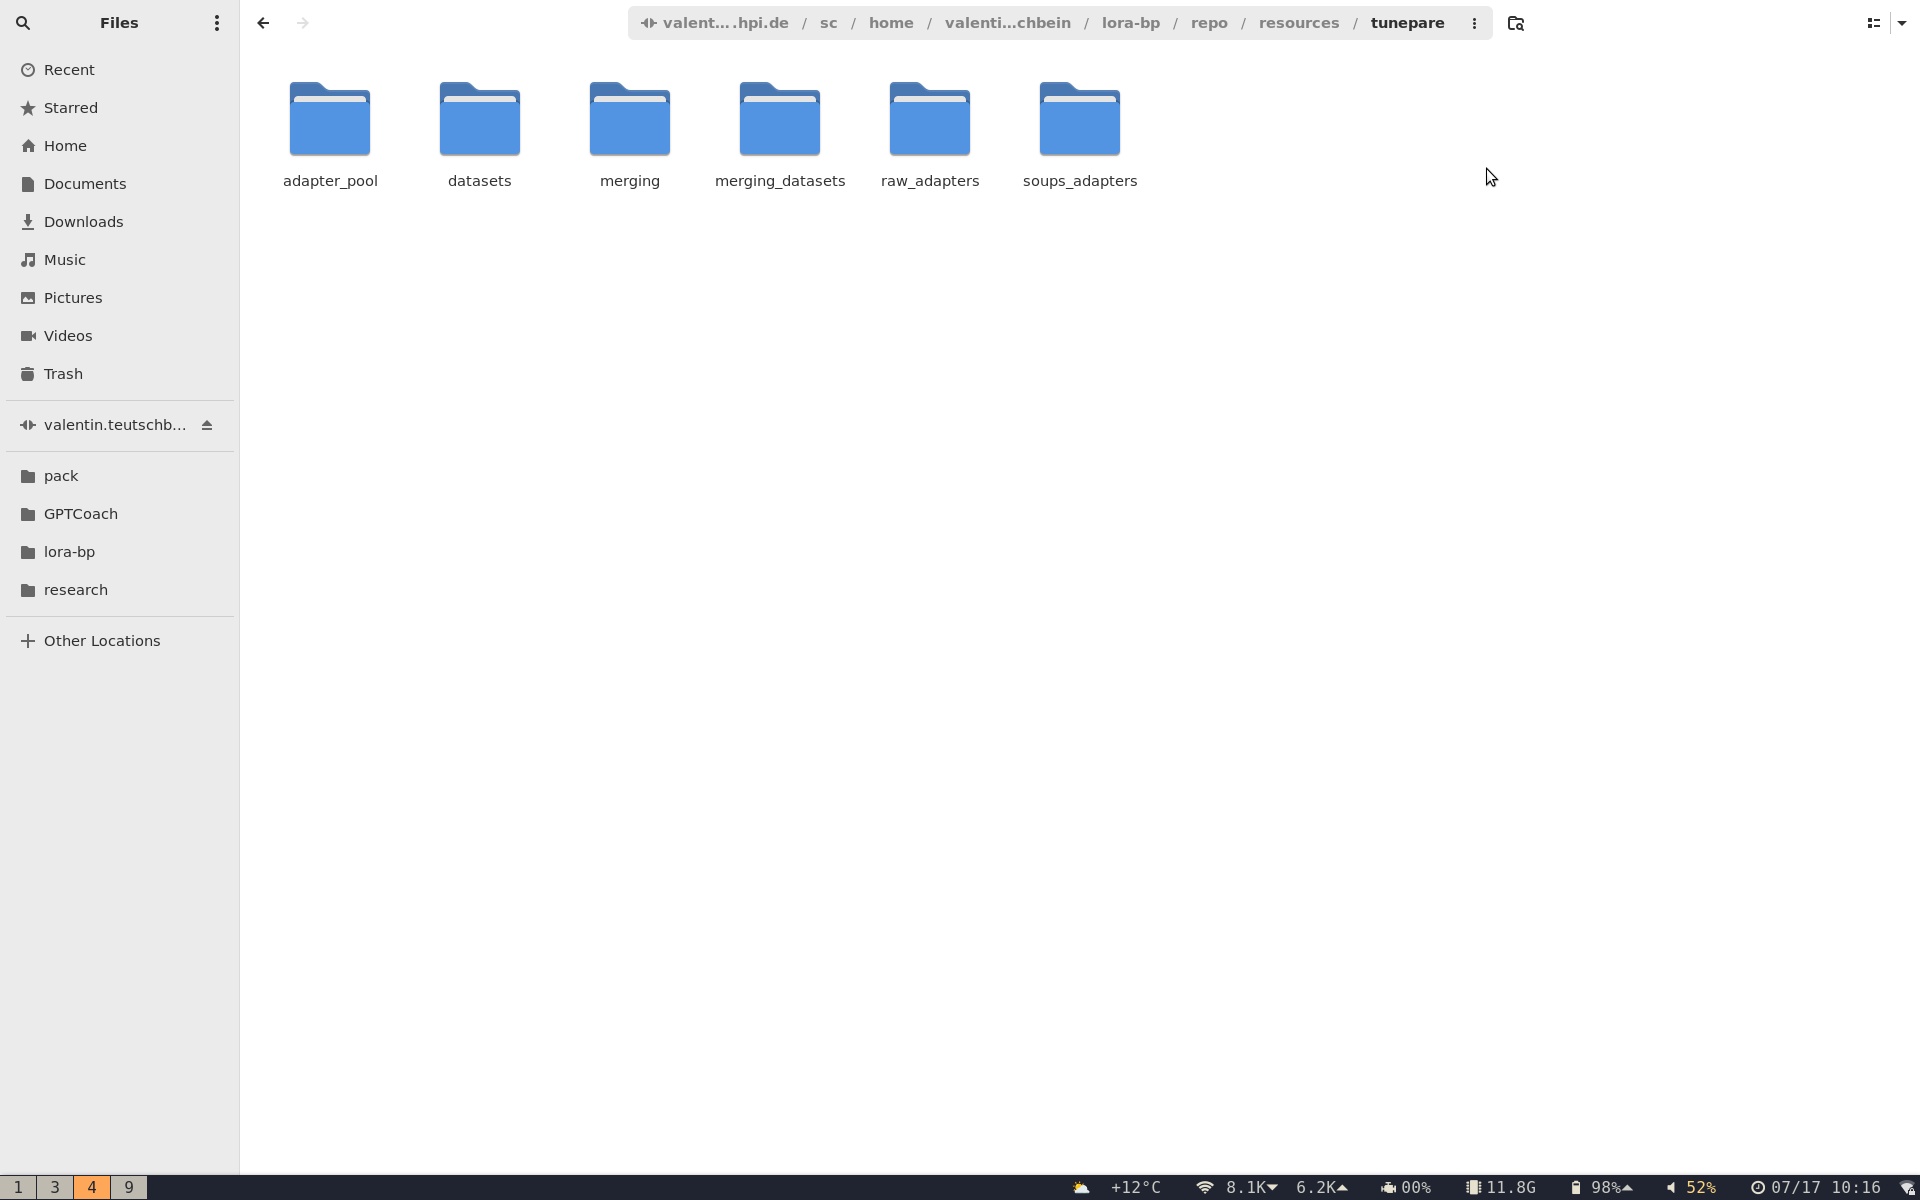 Files
valent... .hpi.de / sc / home / valenti...chbein / lora-bp / repo / resources / tunepare
Recent
Starred
Home
Documents
Downloads
Music
Pictures
Videos
Trash
valentin.teutschb...
pack
GPTCoach
lora-bp
research
Other Locations
adapter_pool datasets merging merging_datasets raw_adapters soups_adapters
1 3 4 9 +12°C 8.1K 6.2K 00% 11.8G 98% 52% 07/17 10:16